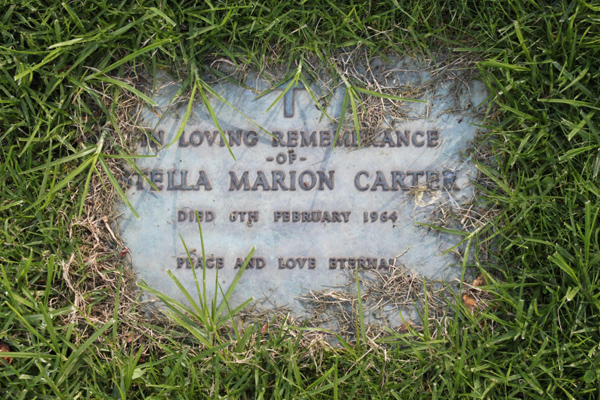 IN LOVING REMEMBRANCE
-OF-
STELLA MARION CARTER
DIED 6TH FEBRUARY 1964
PEACE AND LOVE ETERNAL